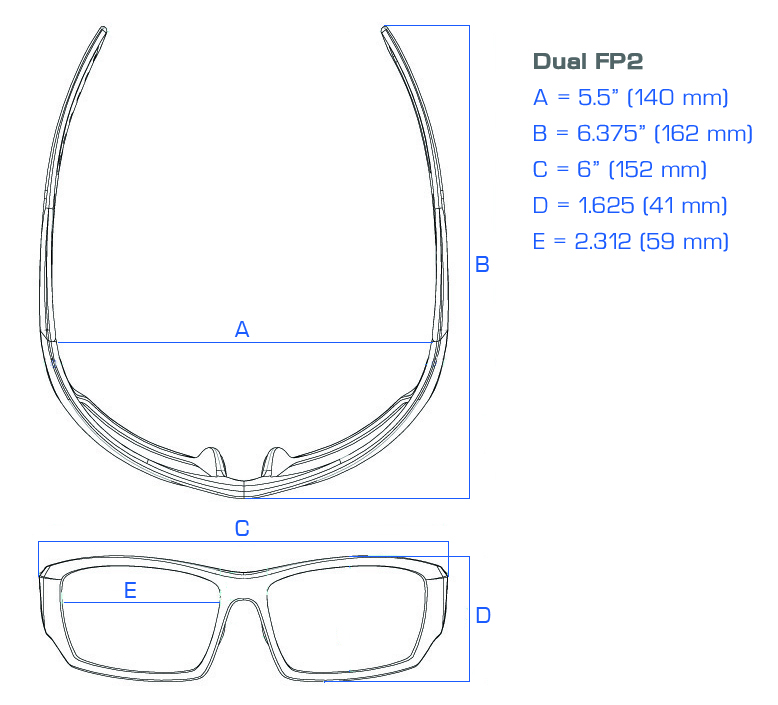 Dual FP2
A = 5.5” (140 mm)
B = 6.375” (162 mm)
C = 6” (152 mm)
D = 1.625 (41 mm)
E = 2.312 (59 mm)
B
A
C
E
D